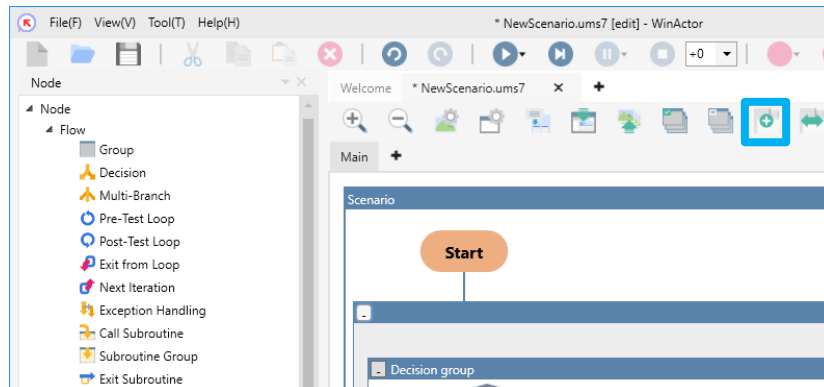 File(F) View(V) Tool(T) Help(H) * NewScenario.ums7 [edit] - WinActor
+0
Node
Welcome * NewScenario.ums7
Node
Flow
Group
Decision
Multi-Branch
Pre-Test Loop
Post-Test Loop
Exit from Loop
Next Iteration
Exception Handling
Call Subroutine
Subroutine Group
Exit Subroutine
Main
Scenario
Start
Decision group